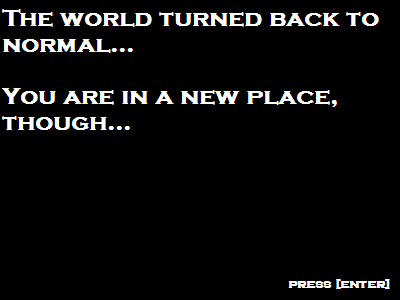 The world turned back to
normal...
You are in a new place,
though...
press [enter]